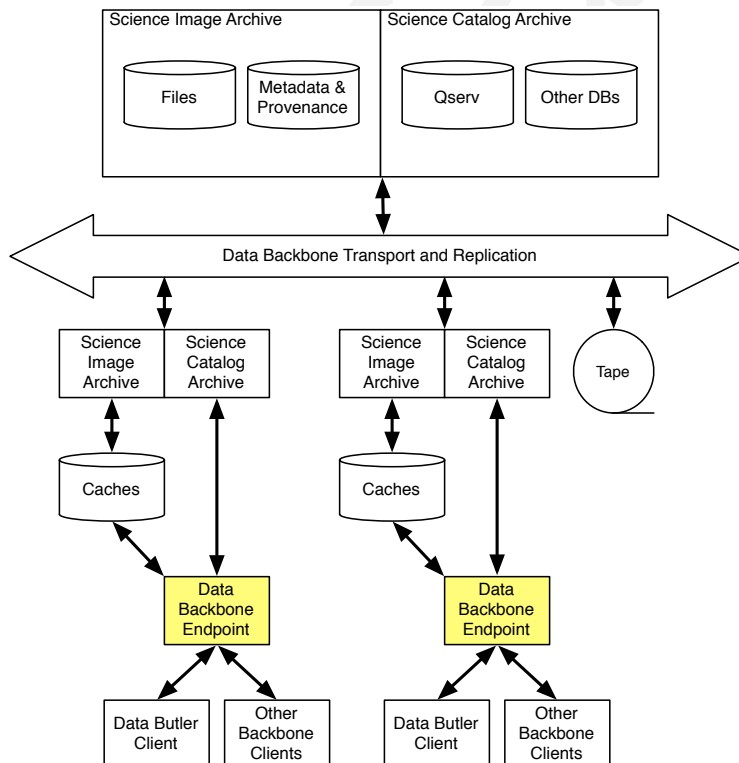 Science Image Archive
Science Catalog Archive
Files
Metadata &
Provenance
Qserv
Other DBs
Data Backbone Transport and Replication
Science
Image
Archive
Science
Catalog
Archive
Science
Image
Archive
Science
Catalog
Archive
Tape
Caches
Caches
Data
Backbone
Endpoint
Data
Backbone
Endpoint
Data Butler
Client
Other
Backbone
Clients
Data Butler
Client
Other
Backbone
Clients